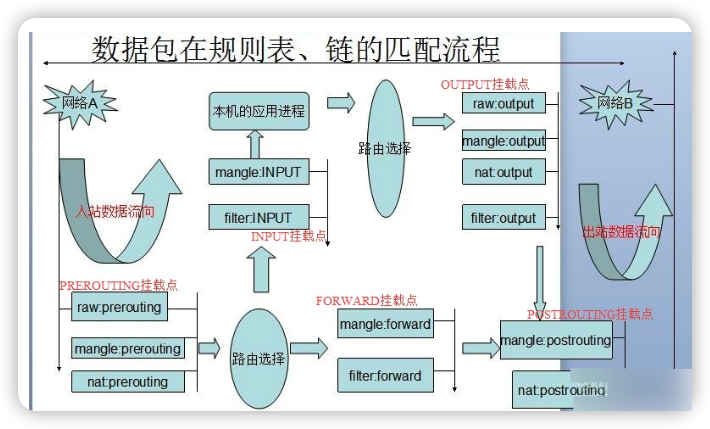 数据包在规则表、链的匹配流程
网络A
本机的应用进程
路由选择
OUTPUT挂载点
raw:output
网络B
mangle:output
mangle:INPUT
nat:output
入站数据流向
filter:INPUT
filter:output
INPUT挂载点
出站数据流向
PREROUTING挂载点
raw:prerouting
FORWARD挂载点
mangle:forward
POSTROUTING挂载点
mangle:prerouting
路由选择
mangle:postrouting
nat:prerouting
filter:forward
nat:postrouting